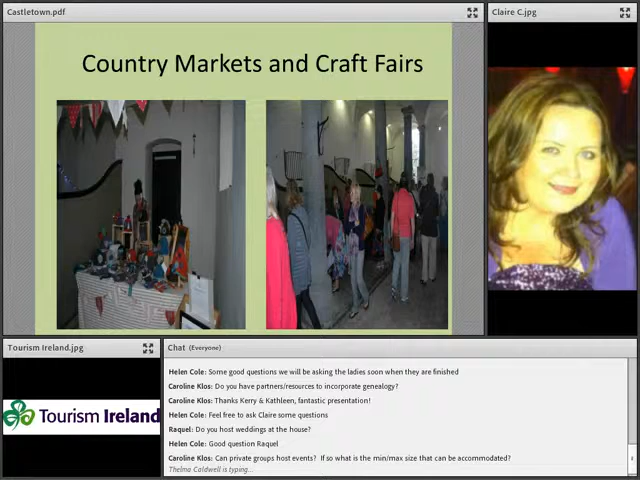 Castletown.pdf
Country Markets and Craft Fairs
Claire C.jpg
Tourism Ireland.jpg
Tourism Ireland
Chat (Everyone)
Helen Cole: Some good questions we will be asking the ladies soon when they are finished
Caroline Klos: Do you have partners/resources to incorporate genealogy?
Caroline Klos: Thanks Kerry & Kathleen, fantastic presentation!
Helen Cole: Feel free to ask Claire some questions
Raquel: Do you host weddings at the house?
Helen Cole: Good question Raquel
Caroline Klos: Can private groups host events? If so what is the min/max size that can be accommodated?
Thelma Caldwell is typing...